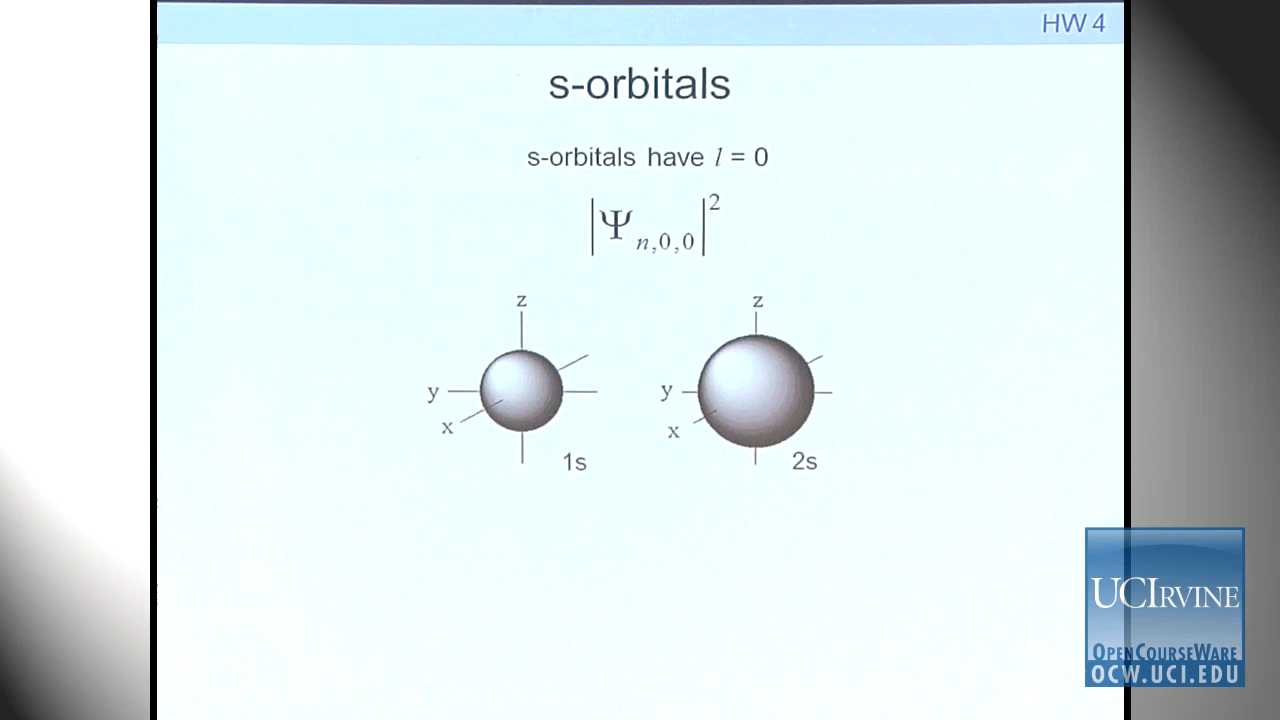 HW 4
s-orbitals
s-orbitals have l = 0
|Ψn,0,0|2
z
z
y
y
x
x
1s
2s
UCIRVINE
OPENCOURSEWARE
OCW.UCI.EDU